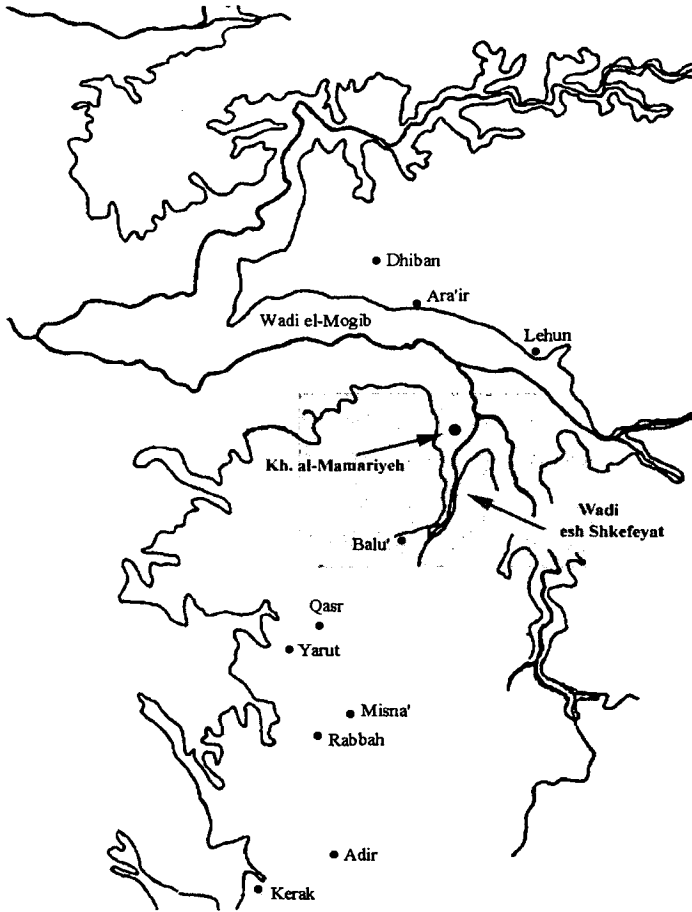 Dhiban
Ara'ir
Wadi el-Mogib
Lehun
Kh. al-Mamariyeh
Wadi
esh Shkefeyat
Balu'
Qasr
Yarut
Misna'
Rabbah
Adir
Kerak